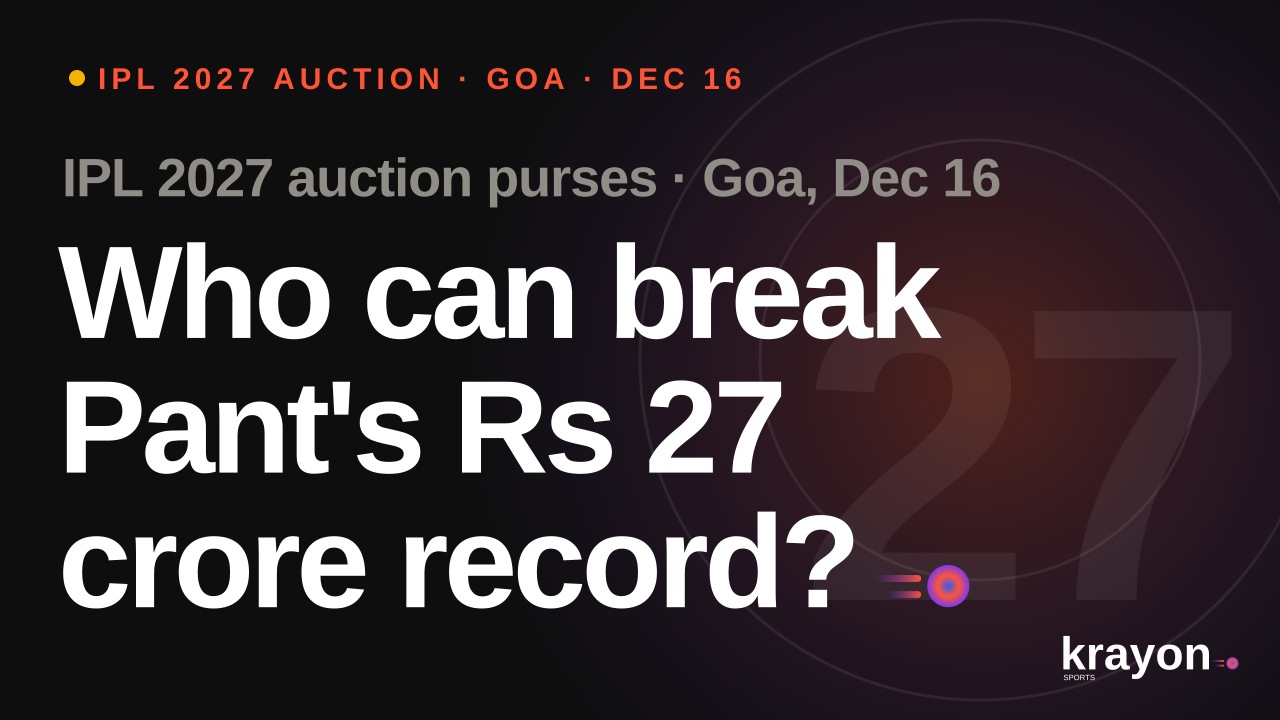 IPL 2027 AUCTION · GOA · DEC 16
IPL 2027 auction purses · Goa, Dec 16
Who can break
Pant's Rs 27
crore record?
27
krayon
SPORTS